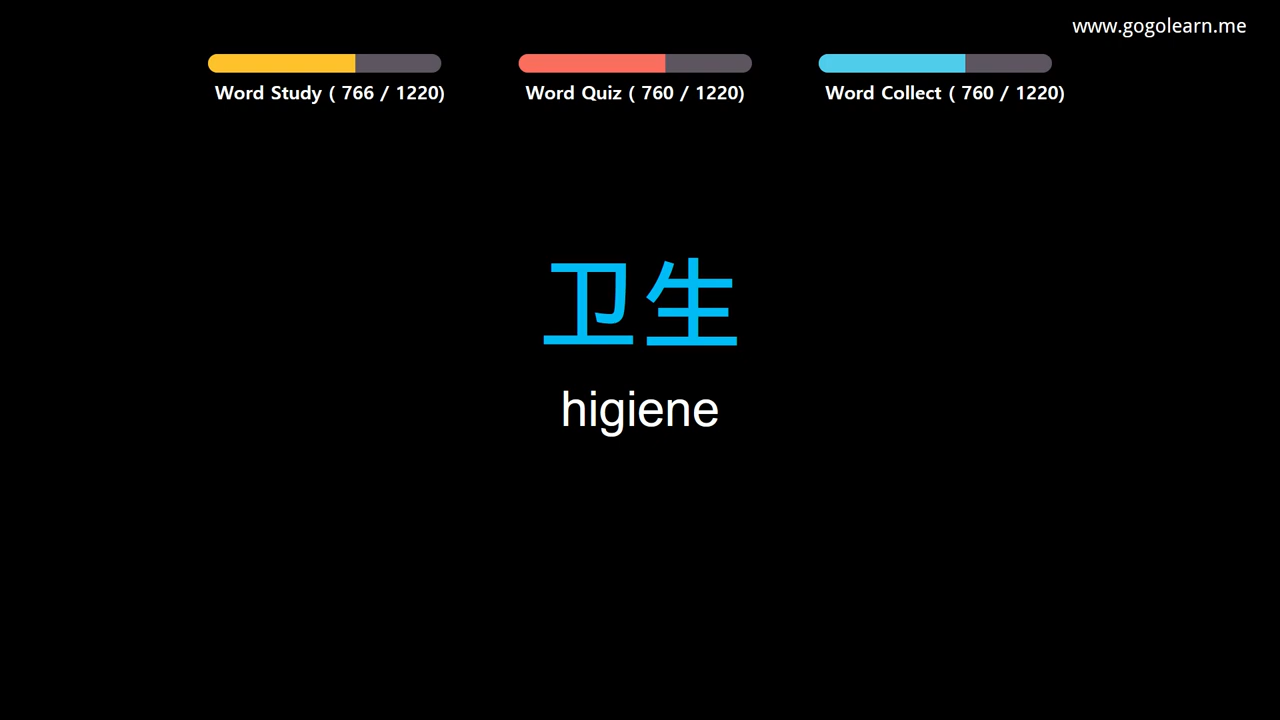 www.gogolearn.me
Word Study ( 766 / 1220)
Word Quiz ( 760 / 1220)
Word Collect ( 760 / 1220)
卫生
higiene